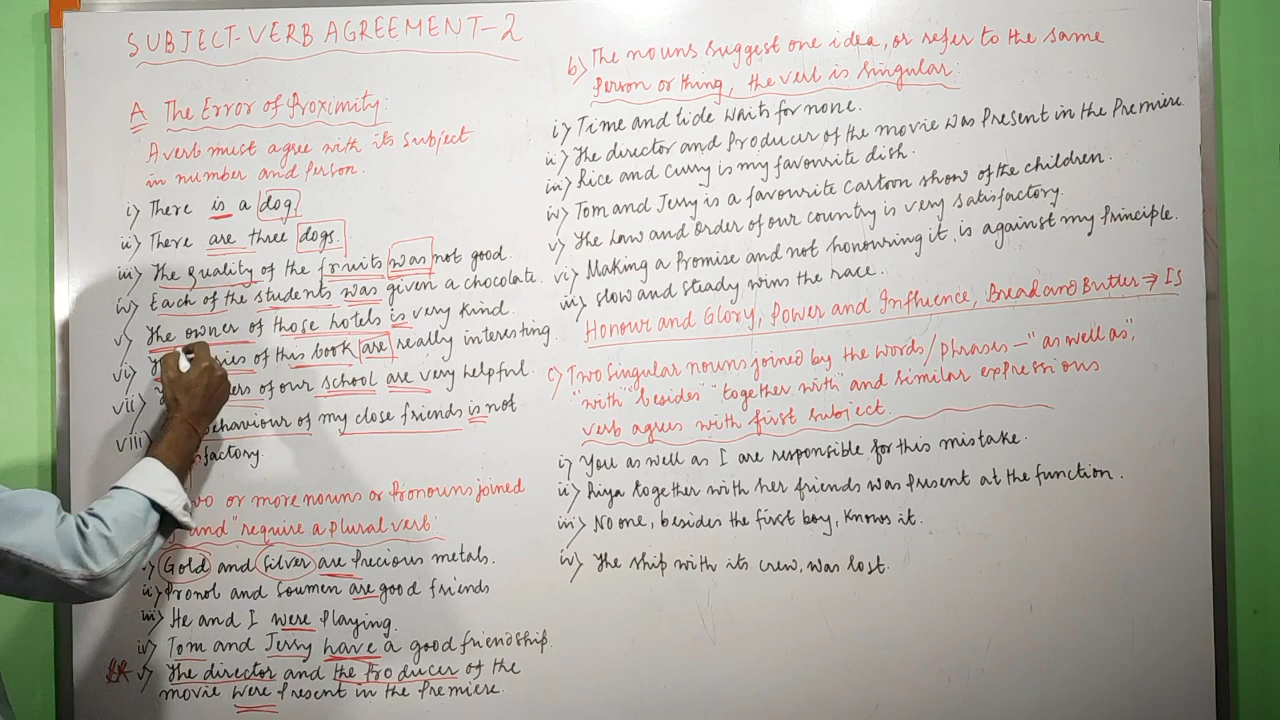 SUBJECT-VERB AGREEMENT-2
A The Error of Proximity:
A verb must agree with its subject
in number and person.
i) There is a dog.
ii) There are three dogs.
iii) The quality of the fruits was not good.
iv) Each of the students was given a chocolate.
v) The owner of those hotels is very kind.
vi) of this book are really interesting.
vii) of our school are very helpful.
viii) behaviour of my close friends is not
factory.
or more nouns or Pronouns joined
and" require a plural verb.
i) Gold and Silver are Precious metals.
ii) Pronob and Soumen are good friends
iii) He and I were Playing.
iv) Tom and Jerry have a good friendship.
v) The director and the Producer of the
movie were Present in the Premiere.
b) The nouns suggest one idea, or refer to the same
Person or thing, the verb is singular.
i) Time and tide waits for none.
ii) The director and Producer of the movie was Present in the Premiere.
iii) Rice and Curry is my favourite dish.
iv) Tom and Jerry is a favourite Cartoon show of the children.
v) The Law and Order of our country is very satisfactory.
vi) Making a Promise and not honouring it, is against my Principle.
iii) slow and steady wins the race.
Honour and Glory, Power and Influence, Bread and Butter → Is
c) Two Singular nouns joined by the words/phrases - "as well as",
"with" "besides" "together with" and similar expressions
verb agrees with first subject.
i) You as well as I are responsible for this mistake.
ii) Riya together with her friends was present at the function.
iii) No one, besides the first boy, knows it.
iv) The ship with its crew, was lost.